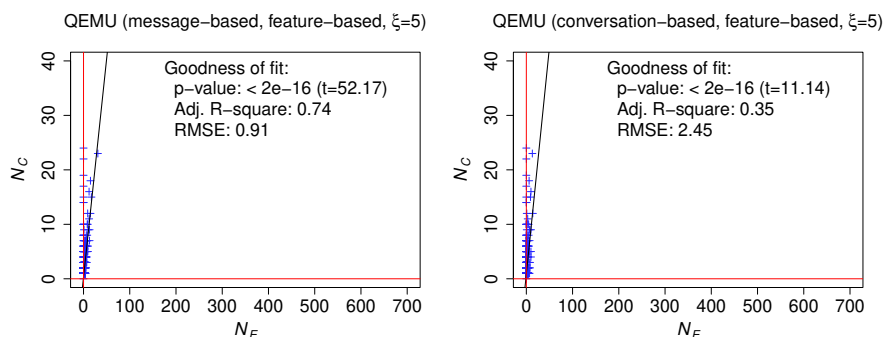 QEMU (message-based, feature-based, ξ=5)
Goodness of fit:
p-value: < 2e-16 (t=52.17)
Adj. R-square: 0.74
RMSE: 0.91
N_C
40
30
20
10
0
0 100 200 300 400 500 600 700
N_F
QEMU (conversation-based, feature-based, ξ=5)
Goodness of fit:
p-value: < 2e-16 (t=11.14)
Adj. R-square: 0.35
RMSE: 2.45
N_C
40
30
20
10
0
0 100 200 300 400 500 600 700
N_F